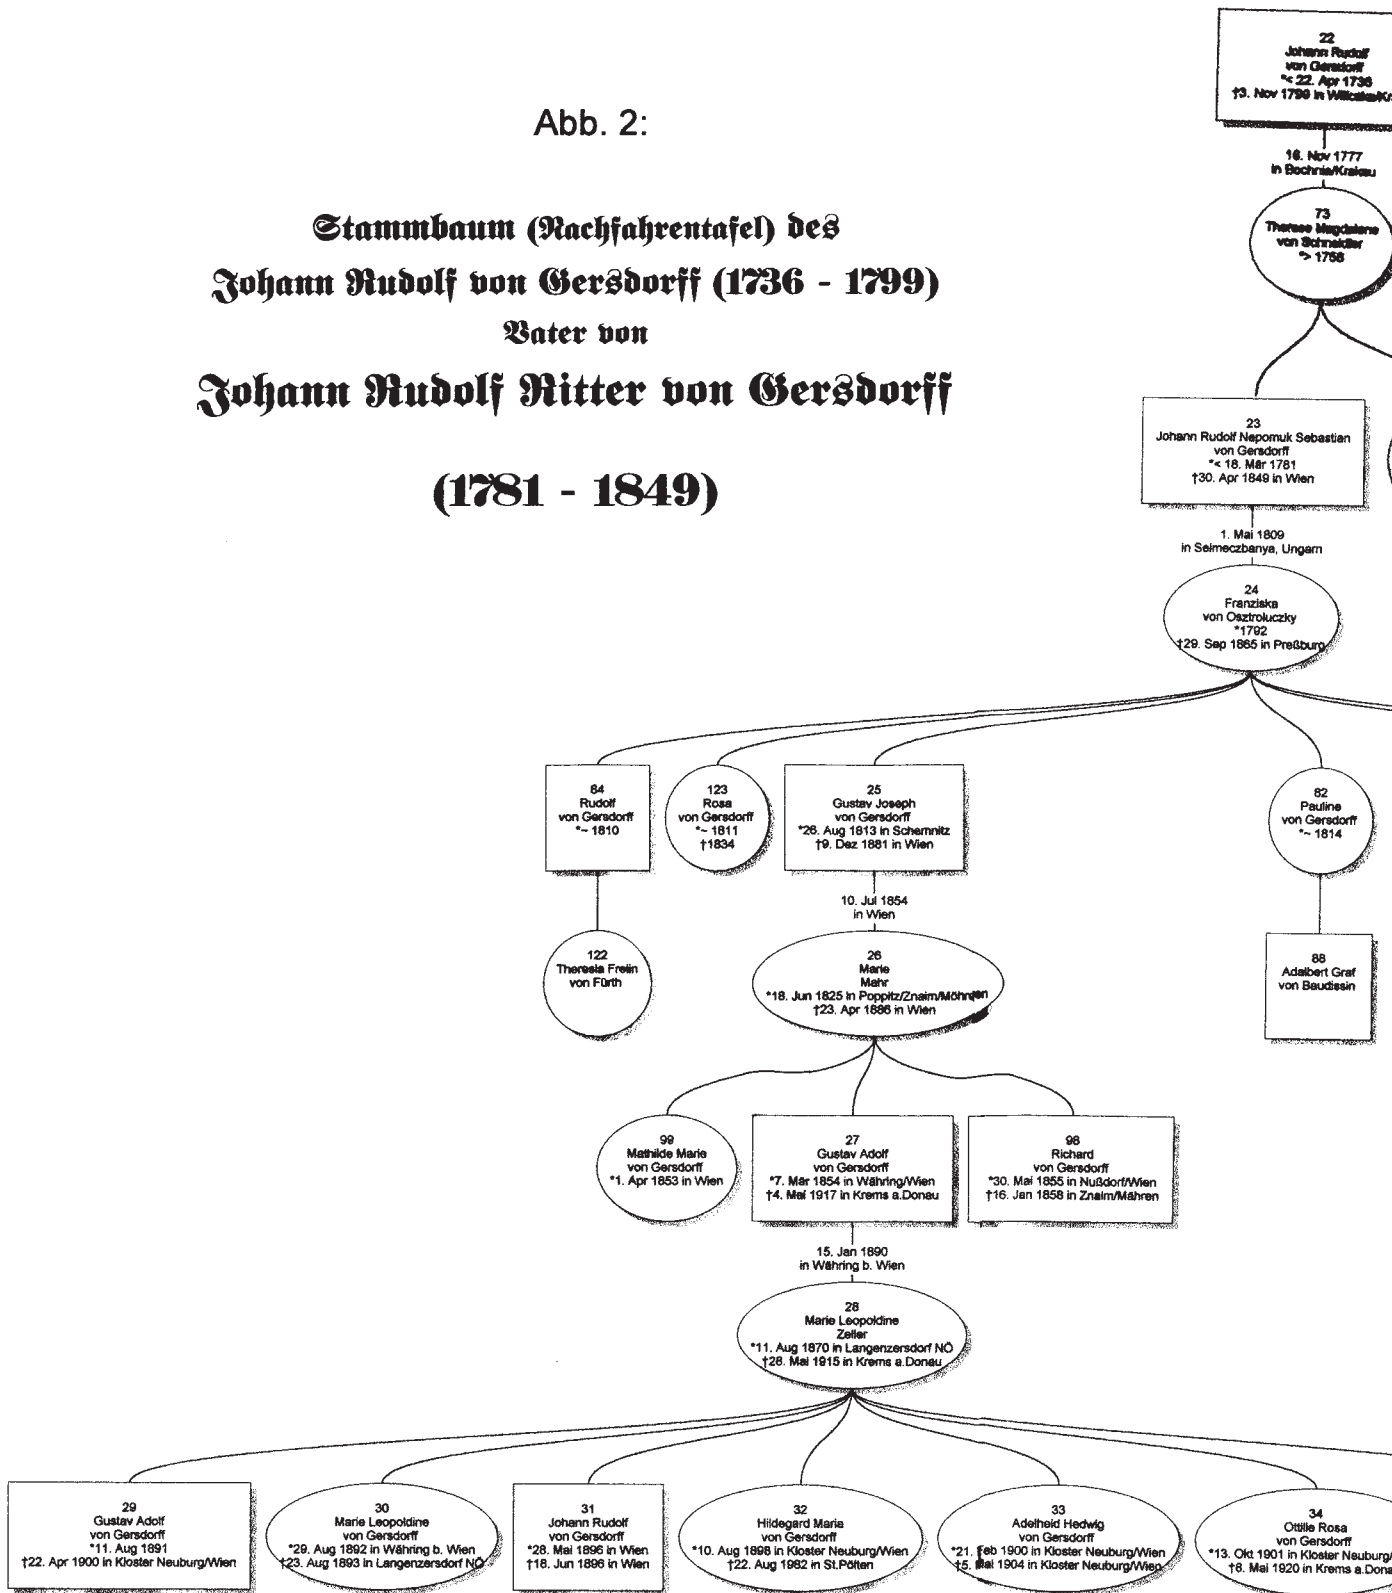 Abb. 2:
Stammbaum (Nachfahrentafel) des
Johann Rudolf von Gersdorff (1736 - 1799)
Vater von
Johann Rudolf Ritter von Gersdorff
(1781 - 1849)
22
Johann Rudolf
von Gersdorff
*< 22. Apr 1736
†3. Nov 1799 in
16. Nov 1777
in Bochnia/Krakau
73
Therese Magdalene
von Schneider
*> 1758
23
Johann Rudolf Nepomuk Sebastian
von Gersdorff
*< 18. Mär 1781
†30. Apr 1849 in Wien
1. Mai 1809
in Selmeczbanya, Ungarn
24
Franziska
von Osztroluczky
*1792
†29. Sep 1865 in Preßburg
84
Rudolf
von Gersdorff
*~ 1810
123
Rosa
von Gersdorff
*~ 1811
†1834
25
Gustav Joseph
von Gersdorff
*26. Aug 1813 in Schemnitz
†9. Dez 1881 in Wien
82
Pauline
von Gersdorff
*~ 1814
10. Jul 1854
in Wien
122
Theresia Freiin
von Fürth
26
Marie
Mahr
*18. Jun 1825 in Poppitz/Znaim/Möhren
†23. Apr 1886 in Wien
88
Adalbert Graf
von Baudissin
99
Mathilde Marie
von Gersdorff
*1. Apr 1853 in Wien
27
Gustav Adolf
von Gersdorff
*7. Mär 1854 in Währing/Wien
†4. Mai 1917 in Krems a.Donau
98
Richard
von Gersdorff
*30. Mai 1855 in Nußdorf/Wien
†16. Jan 1858 in Znaim/Mähren
15. Jan 1890
in Währing b. Wien
28
Marie Leopoldine
Zeller
*11. Aug 1870 in Langenzersdorf NÖ
†28. Mai 1915 in Krems a.Donau
29
Gustav Adolf
von Gersdorff
*11. Aug 1891
†22. Apr 1900 in Kloster Neuburg/Wien
30
Marie Leopoldine
von Gersdorff
*29. Aug 1892 in Währing b. Wien
†23. Aug 1893 in Langenzersdorf NÖ
31
Johann Rudolf
von Gersdorff
*28. Mai 1896 in Wien
†18. Jun 1896 in Wien
32
Hildegard Maria
von Gersdorff
*10. Aug 1898 in Kloster Neuburg/Wien
†22. Aug 1982 in St.Pölten
33
Adelheid Hedwig
von Gersdorff
*21. Feb 1900 in Kloster Neuburg/Wien
†5. Mai 1904 in Kloster Neuburg/Wien
34
Ottilie Rosa
von Gersdorff
*13. Okt 1901 in Kloster Neuburg/
†6. Mai 1920 in Krems a.Dona